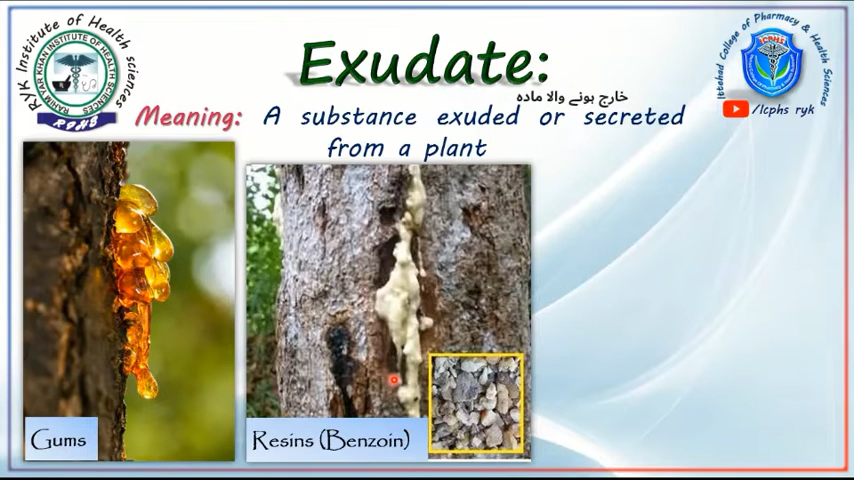 RYK Institute of Health sciences
RAHIM YAR KHAN INSTITUTE OF HEALTH SCIENCES
RIHS
Exudate:
خارج ہونے والا مادہ
Meaning: A substance exuded or secreted
from a plant
Ittehad College of Pharmacy & Health Sciences
ICPHS
/Icphs ryk
Gums
Resins (Benzoin)